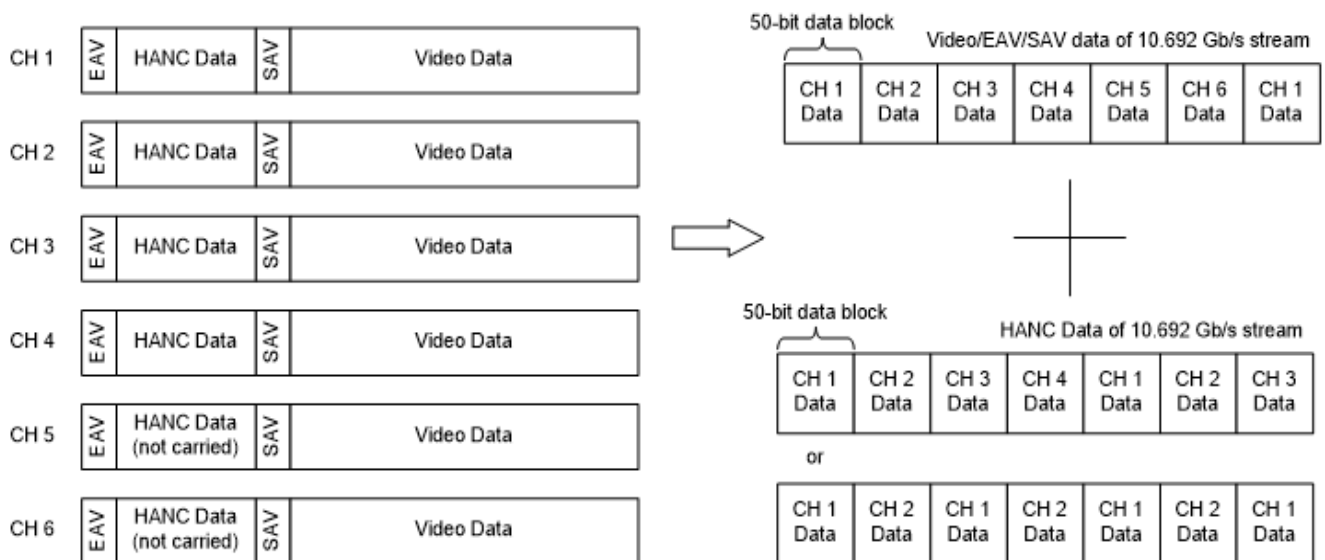 CH 1
EAV
HANC Data
SAV
Video Data
CH 2
EAV
HANC Data
SAV
Video Data
CH 3
EAV
HANC Data
SAV
Video Data
CH 4
EAV
HANC Data
SAV
Video Data
CH 5
EAV
HANC Data
(not carried)
SAV
Video Data
CH 6
EAV
HANC Data
(not carried)
SAV
Video Data
50-bit data block
Video/EAV/SAV data of 10.692 Gb/s stream
CH 1 CH 2 CH 3 CH 4 CH 5 CH 6 CH 1
Data Data Data Data Data Data Data
50-bit data block
HANC Data of 10.692 Gb/s stream
CH 1 CH 2 CH 3 CH 4 CH 1 CH 2 CH 3
Data Data Data Data Data Data Data
or
CH 1 CH 2 CH 1 CH 2 CH 1 CH 2 CH 1
Data Data Data Data Data Data Data